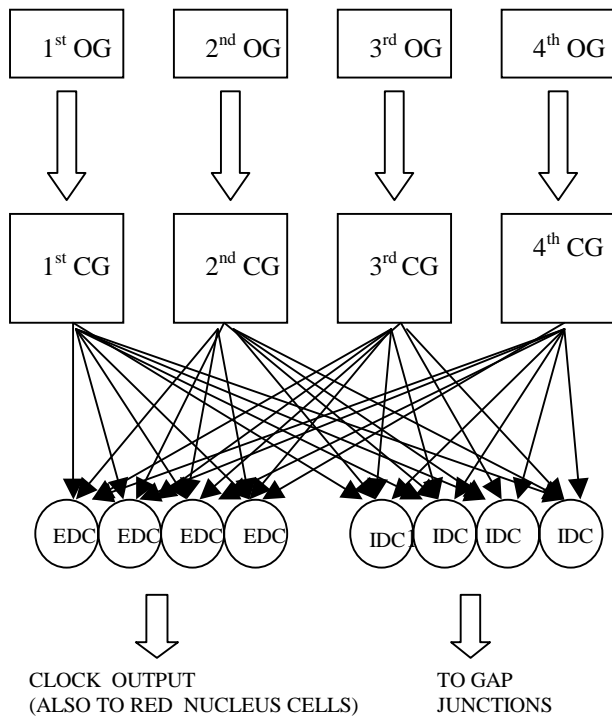 1st OG
2nd OG
3rd OG
4th OG
1st CG
2nd CG
3rd CG
4th CG
EDC
EDC
EDC
EDC
IDC1
IDC
IDC
IDC
CLOCK OUTPUT
(ALSO TO RED NUCLEUS CELLS)
TO GAP
JUNCTIONS